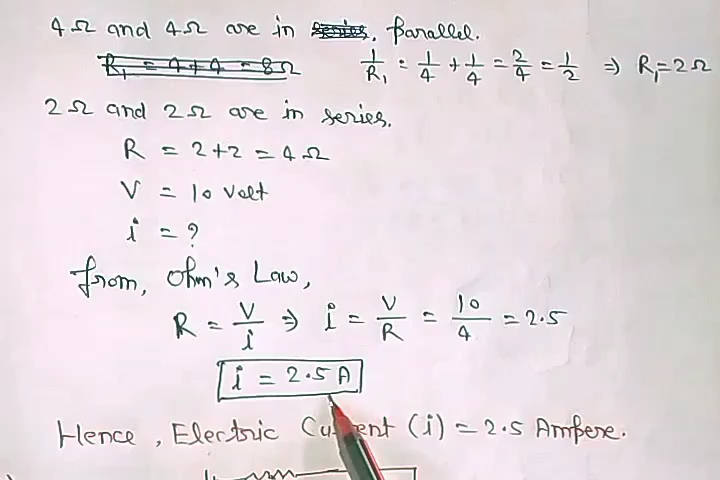 4Ω and 4Ω are in series, Parallel.
R₁ = 4+4 = 8Ω 1/R₁ = 1/4 + 1/4 = 2/4 = 1/2 ⇒ R₁=2Ω
2Ω and 2Ω are in series.
R = 2+2 = 4Ω
V = 10 Volt
i = ?
from, Ohm's Law,
R = V/i ⇒ i = V/R = 10/4 = 2.5
i = 2.5 A
Hence, Electric Current (i) = 2.5 Ampere.